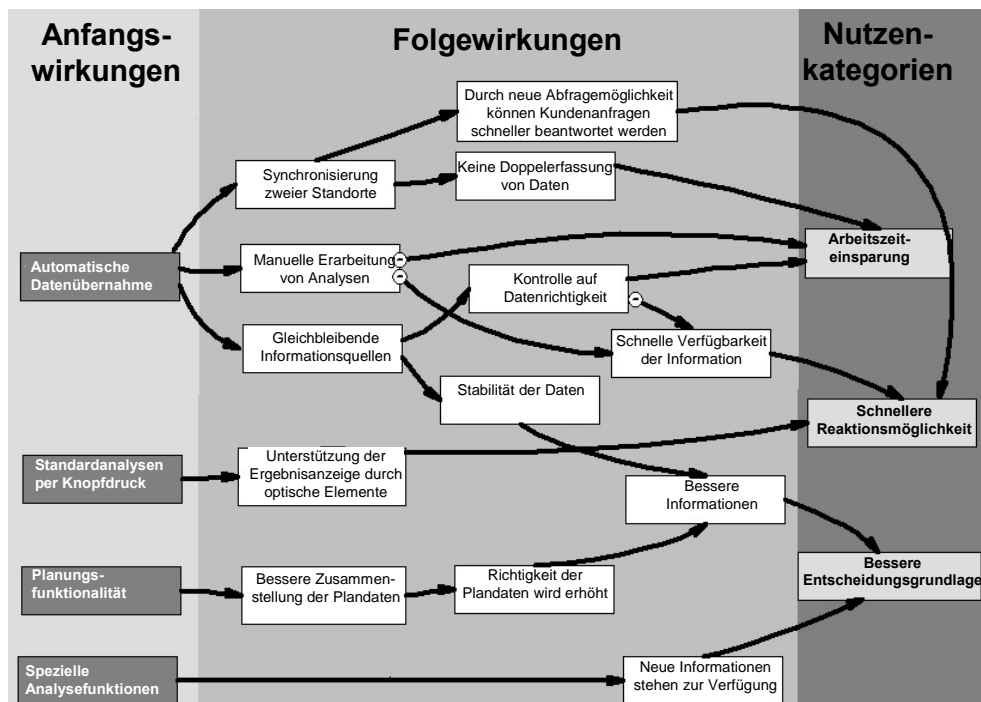 Anfangs-
wirkungen
Folgewirkungen
Nutzen-
kategorien
Durch neue Abfragemöglichkeit
können Kundenanfragen
schneller beantwortet werden
Synchronisierung
zweier Standorte
Keine Doppelerfassung
von Daten
Arbeitszeit-
einsparung
Automatische
Datenübernahme
Manuelle Erarbeitung
von Analysen
-
-
Kontrolle auf
Datenrichtigkeit
-
Gleichbleibende
Informationsquellen
Schnelle Verfügbarkeit
der Information
Stabilität der Daten
Schnellere
Reaktionsmöglichkeit
Standardanalysen
per Knopfdruck
Unterstützung der
Ergebnisanzeige durch
optische Elemente
Bessere
Informationen
Planungs-
funktionalität
Bessere Zusammen-
stellung der Plandaten
Richtigkeit der
Plandaten wird erhöht
Bessere
Entscheidungsgrundlage
Spezielle
Analysefunktionen
Neue Informationen
stehen zur Verfügung